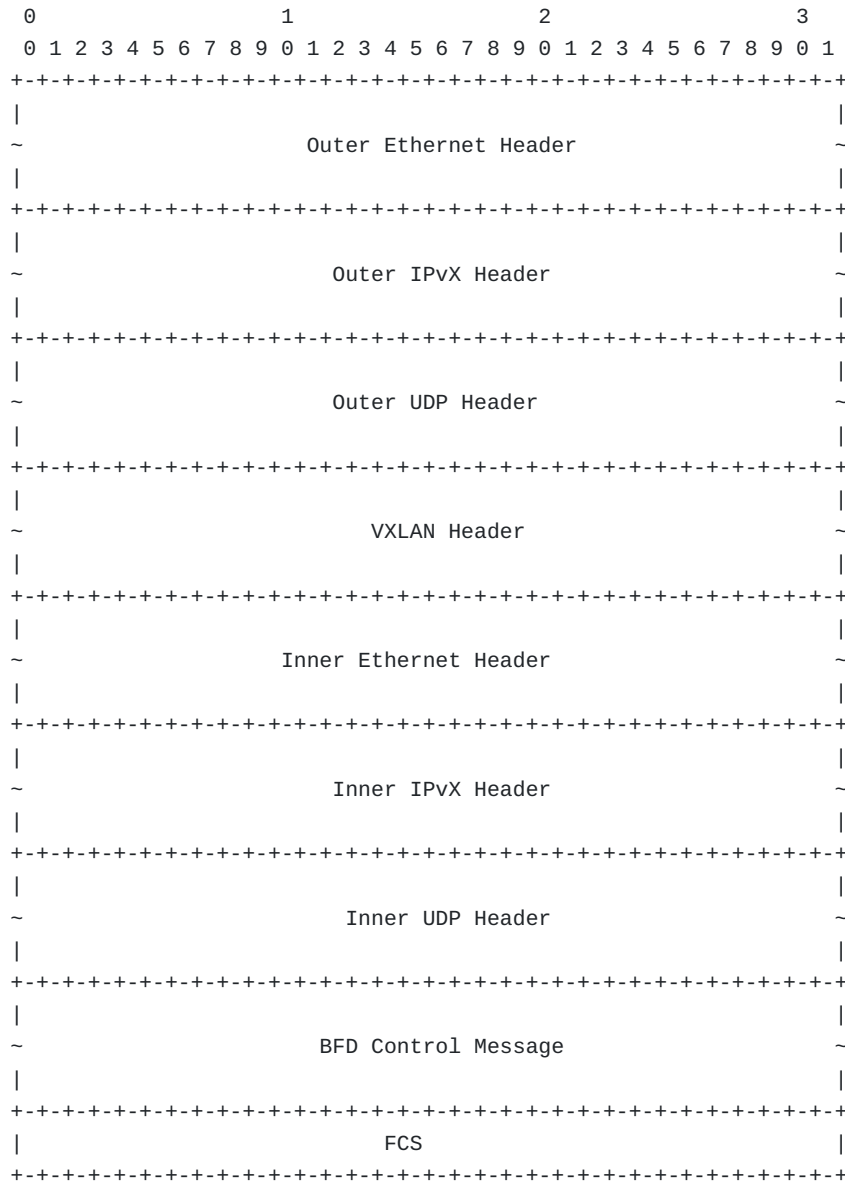 0                   1                   2                   3
 0 1 2 3 4 5 6 7 8 9 0 1 2 3 4 5 6 7 8 9 0 1 2 3 4 5 6 7 8 9 0 1
+-+-+-+-+-+-+-+-+-+-+-+-+-+-+-+-+-+-+-+-+-+-+-+-+-+-+-+-+-+-+-+-+
|                                                               |
~                      Outer Ethernet Header                    ~
|                                                               |
+-+-+-+-+-+-+-+-+-+-+-+-+-+-+-+-+-+-+-+-+-+-+-+-+-+-+-+-+-+-+-+-+
|                                                               |
~                        Outer IPvX Header                      ~
|                                                               |
+-+-+-+-+-+-+-+-+-+-+-+-+-+-+-+-+-+-+-+-+-+-+-+-+-+-+-+-+-+-+-+-+
|                                                               |
~                        Outer UDP Header                       ~
|                                                               |
+-+-+-+-+-+-+-+-+-+-+-+-+-+-+-+-+-+-+-+-+-+-+-+-+-+-+-+-+-+-+-+-+
|                                                               |
~                           VXLAN Header                        ~
|                                                               |
+-+-+-+-+-+-+-+-+-+-+-+-+-+-+-+-+-+-+-+-+-+-+-+-+-+-+-+-+-+-+-+-+
|                                                               |
~                    Inner Ethernet Header                      ~
|                                                               |
+-+-+-+-+-+-+-+-+-+-+-+-+-+-+-+-+-+-+-+-+-+-+-+-+-+-+-+-+-+-+-+-+
|                                                               |
~                        Inner IPvX Header                      ~
|                                                               |
+-+-+-+-+-+-+-+-+-+-+-+-+-+-+-+-+-+-+-+-+-+-+-+-+-+-+-+-+-+-+-+-+
|                                                               |
~                         Inner UDP Header                      ~
|                                                               |
+-+-+-+-+-+-+-+-+-+-+-+-+-+-+-+-+-+-+-+-+-+-+-+-+-+-+-+-+-+-+-+-+
|                                                               |
~                       BFD Control Message                     ~
|                                                               |
+-+-+-+-+-+-+-+-+-+-+-+-+-+-+-+-+-+-+-+-+-+-+-+-+-+-+-+-+-+-+-+-+
|                            FCS                                |
+-+-+-+-+-+-+-+-+-+-+-+-+-+-+-+-+-+-+-+-+-+-+-+-+-+-+-+-+-+-+-+-+